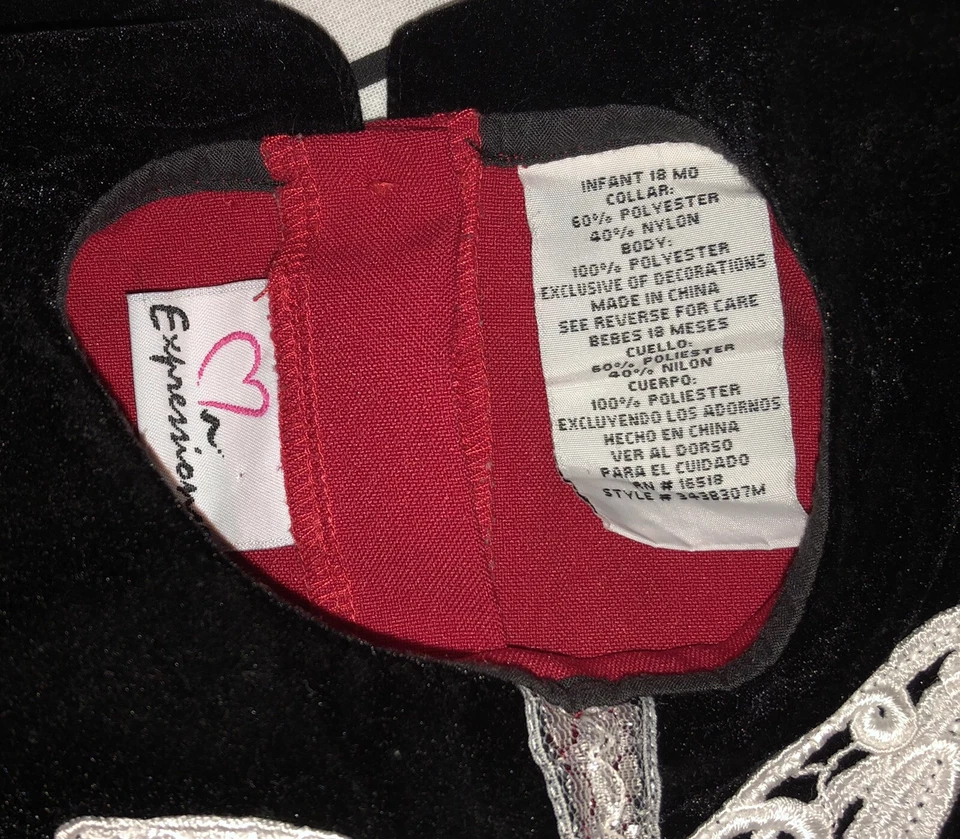 Expressions
INFANT 18 MO
COLLAR:
60% POLYESTER
40% NYLON
BODY:
100% POLYESTER
EXCLUSIVE OF DECORATIONS
MADE IN CHINA
SEE REVERSE FOR CARE
BEBES 18 MESES
CUELLO:
60% POLIESTER
40% NILON
CUERPO:
100% POLIESTER
EXCLUYENDO LOS ADORNOS
HECHO EN CHINA
VER AL DORSO
PARA EL CUIDADO
RN # 16518
STYLE # 3438307M